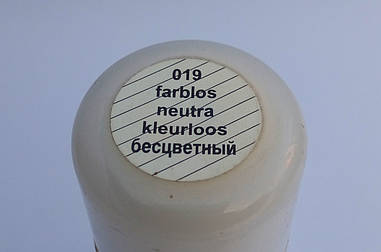 019
farblos
neutra
kleurloos
бесцветный